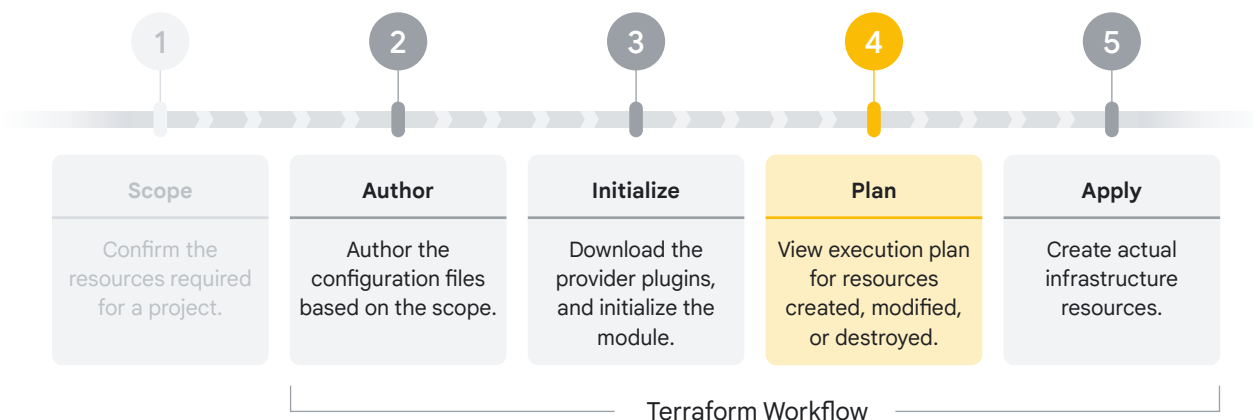 1
2
3
4
5
Scope
Confirm the
resources required
for a project.
Author
Author the
configuration files
based on the scope.
Initialize
Download the
provider plugins,
and initialize the
module.
Plan
View execution plan
for resources
created, modified,
or destroyed.
Apply
Create actual
infrastructure
resources.
Terraform Workflow